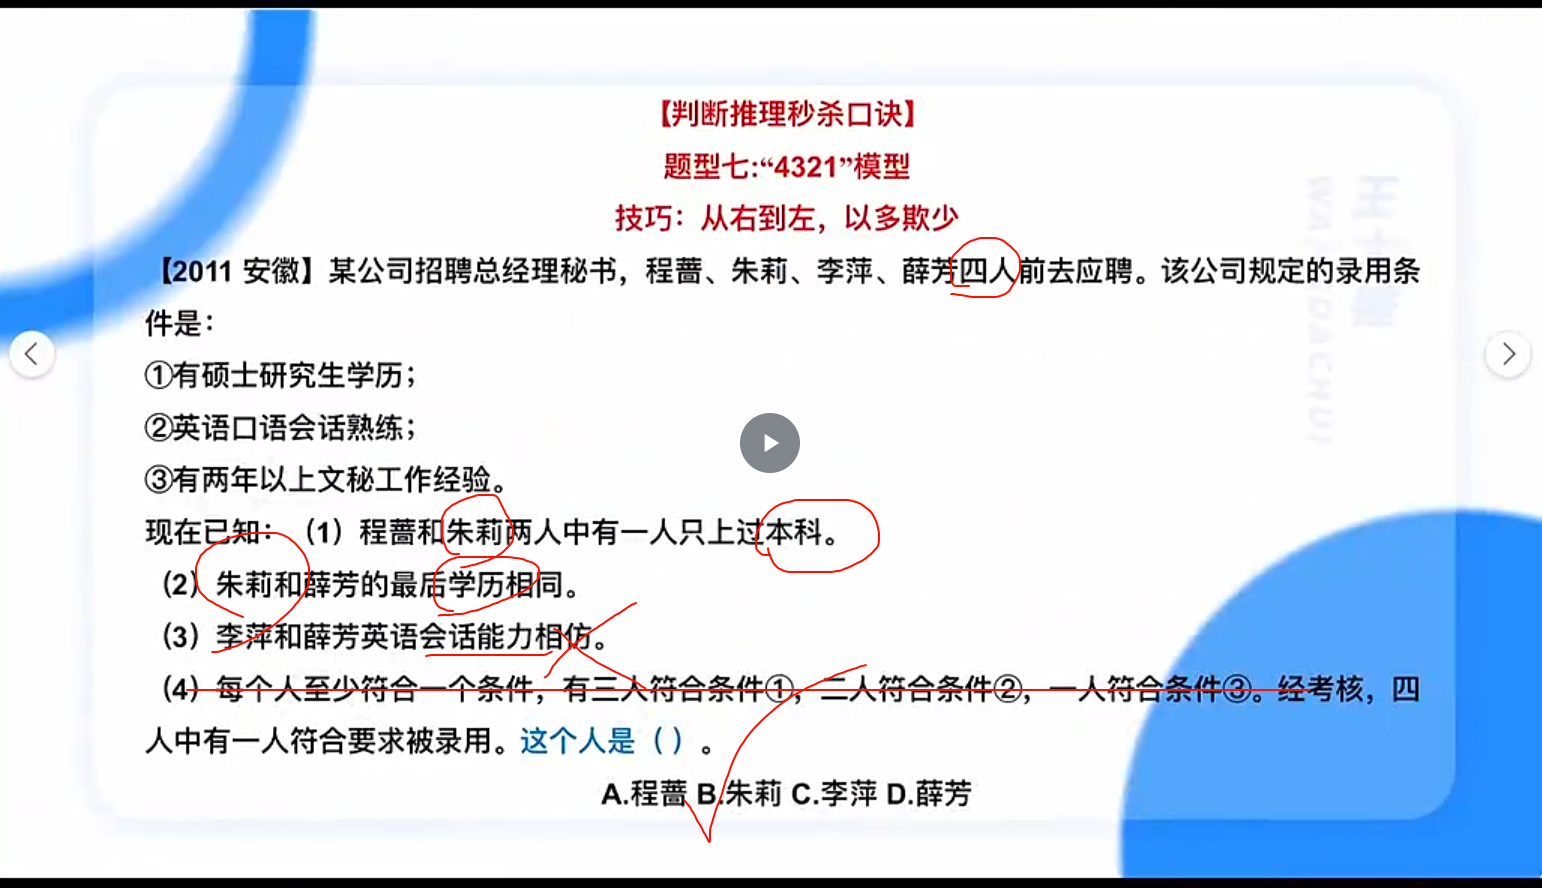 【判断推理秒杀口诀】
题型七:“4321”模型
技巧：从右到左，以多欺少
【2011 安徽】某公司招聘总经理秘书，程蔷、朱莉、李萍、薛芳四人前去应聘。该公司规定的录用条
件是：
①有硕士研究生学历；
②英语口语会话熟练；
③有两年以上文秘工作经验。
现在已知：（1）程蔷和朱莉两人中有一人只上过本科。
（2）朱莉和薛芳的最后学历相同。
（3）李萍和薛芳英语会话能力相仿。
（4）每个人至少符合一个条件，有三人符合条件①，二人符合条件②，一人符合条件③。经考核，四
人中有一人符合要求被录用。这个人是（ ）。
A.程蔷 B.朱莉 C.李萍 D.薛芳